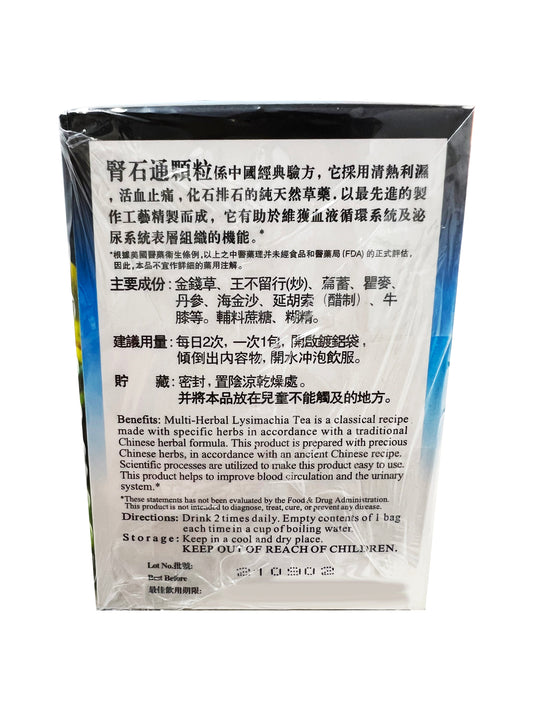 腎石通顆粒係中國經典驗方，它採用清熱利濕
，活血止痛，化石排石的純天然草藥，以最先進的製
作工藝精製而成，它有助於維獲血液循環系統及泌
尿系統表層組織的機能。*
*根據美國醫藥衛生條例，以上之中醫藥理并未經食品和醫藥局(FDA)的正式評估，
因此，本品不宜作詳細的藥用注解。
主要成份：金錢草、王不留行(炒)、萹蓄、瞿麥、
丹參、海金沙、延胡索（醋制）、牛
膝等。輔料蔗糖、糊精。
建議用量：每日2次，一次1包，開啟鍍鋁袋，
傾倒出内容物，開水冲泡飲服。
貯 藏：密封，置陰涼乾燥處。
并將本品放在兒童不能觸及的地方。
Benefits: Multi-Herbal Lysimachia Tea is a classical recipe
made with specific herbs in accordance with a traditional
Chinese herbal formula. This product is prepared with precious
Chinese herbs, in accordance with an ancient Chinese recipe.
Scientific processes are utilized to make this product easy to use.
This product helps to improve blood circulation and the urinary
system.*
*These statements has not been evaluated by the Food & Drug Administration.
This product is not intended to diagnose, treat, cure, or prevent any disease.
Directions: Drink 2 times daily. Empty contents of 1 bag
each time in a cup of boiling water.
Storage: Keep in a cool and dry place.
KEEP OUT OF REACH OF CHILDREN.
Lot No.批號: 210902
Best Before
最佳飲用期限: